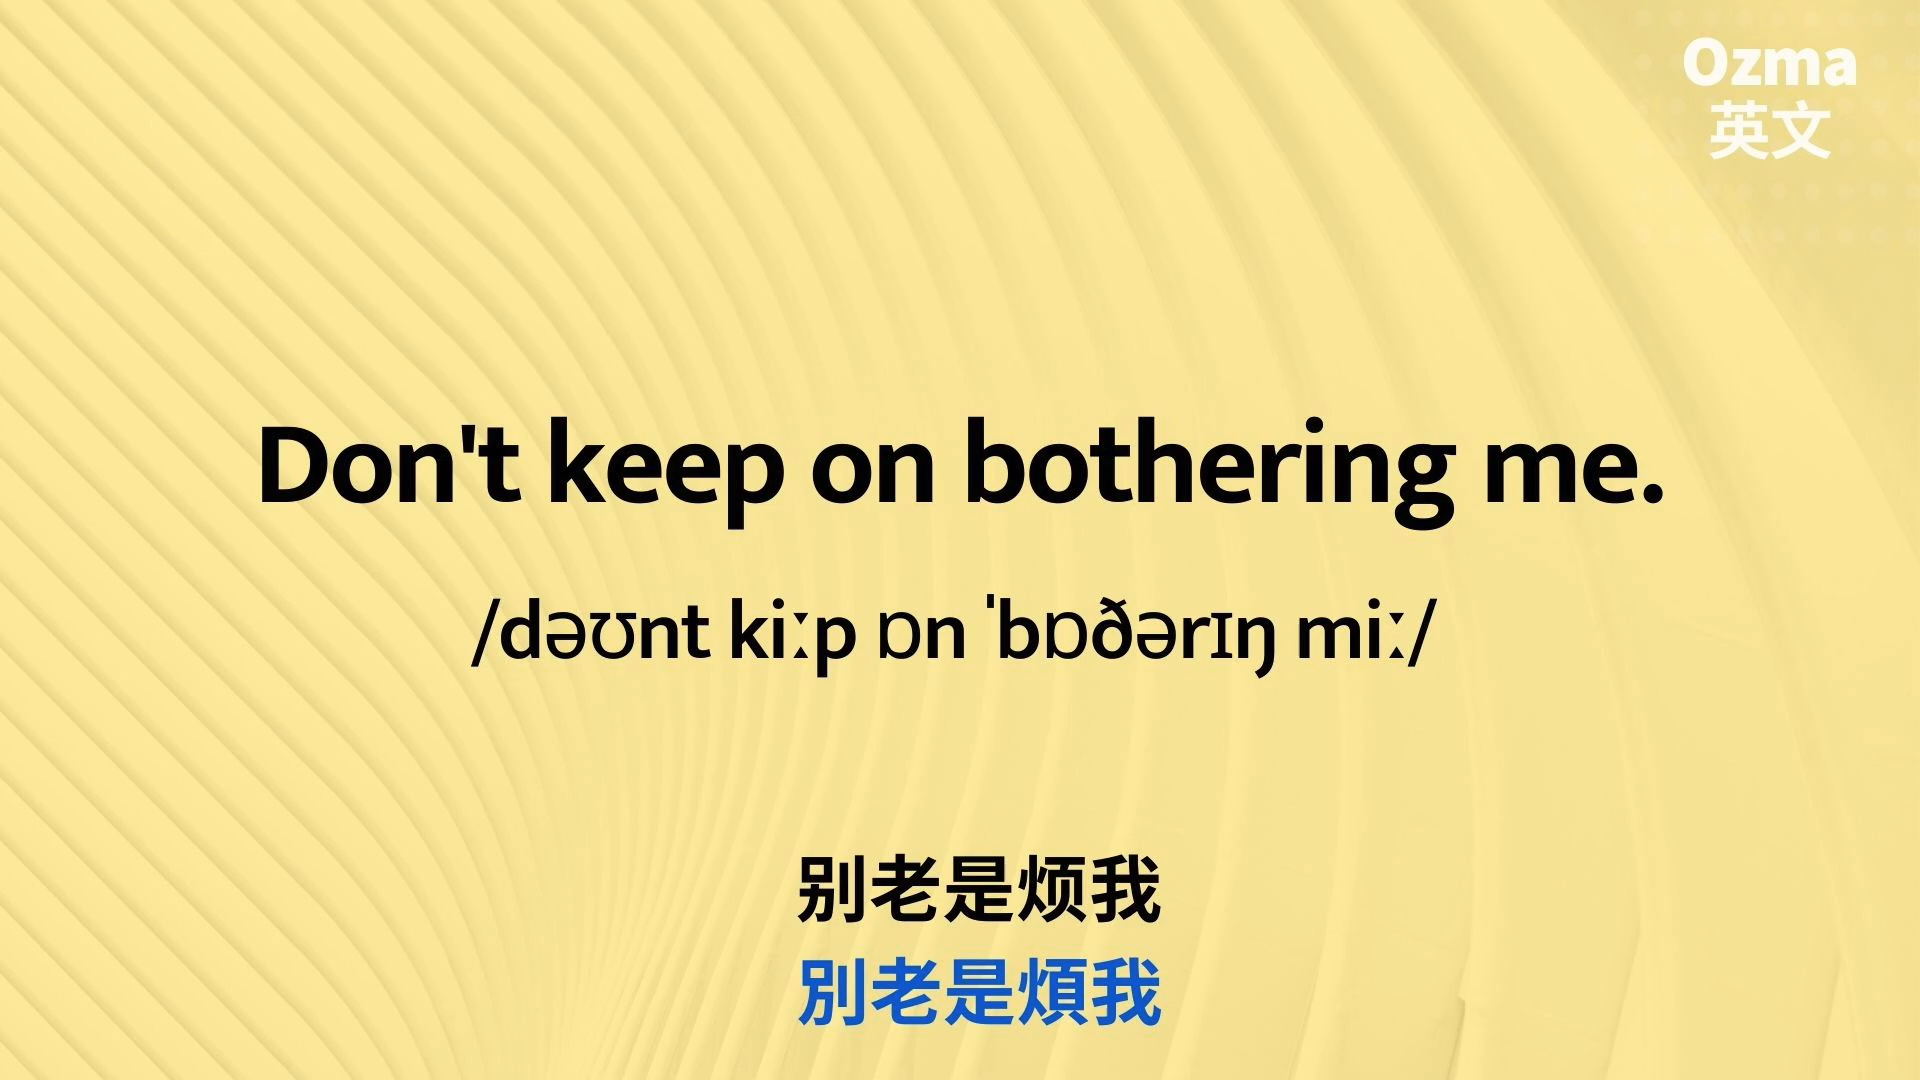 Ozma
英文
Don't keep on bothering me.
/dəʊnt kiːp ɒn ˈbɒðərɪŋ miː/
别老是烦我
別老是煩我